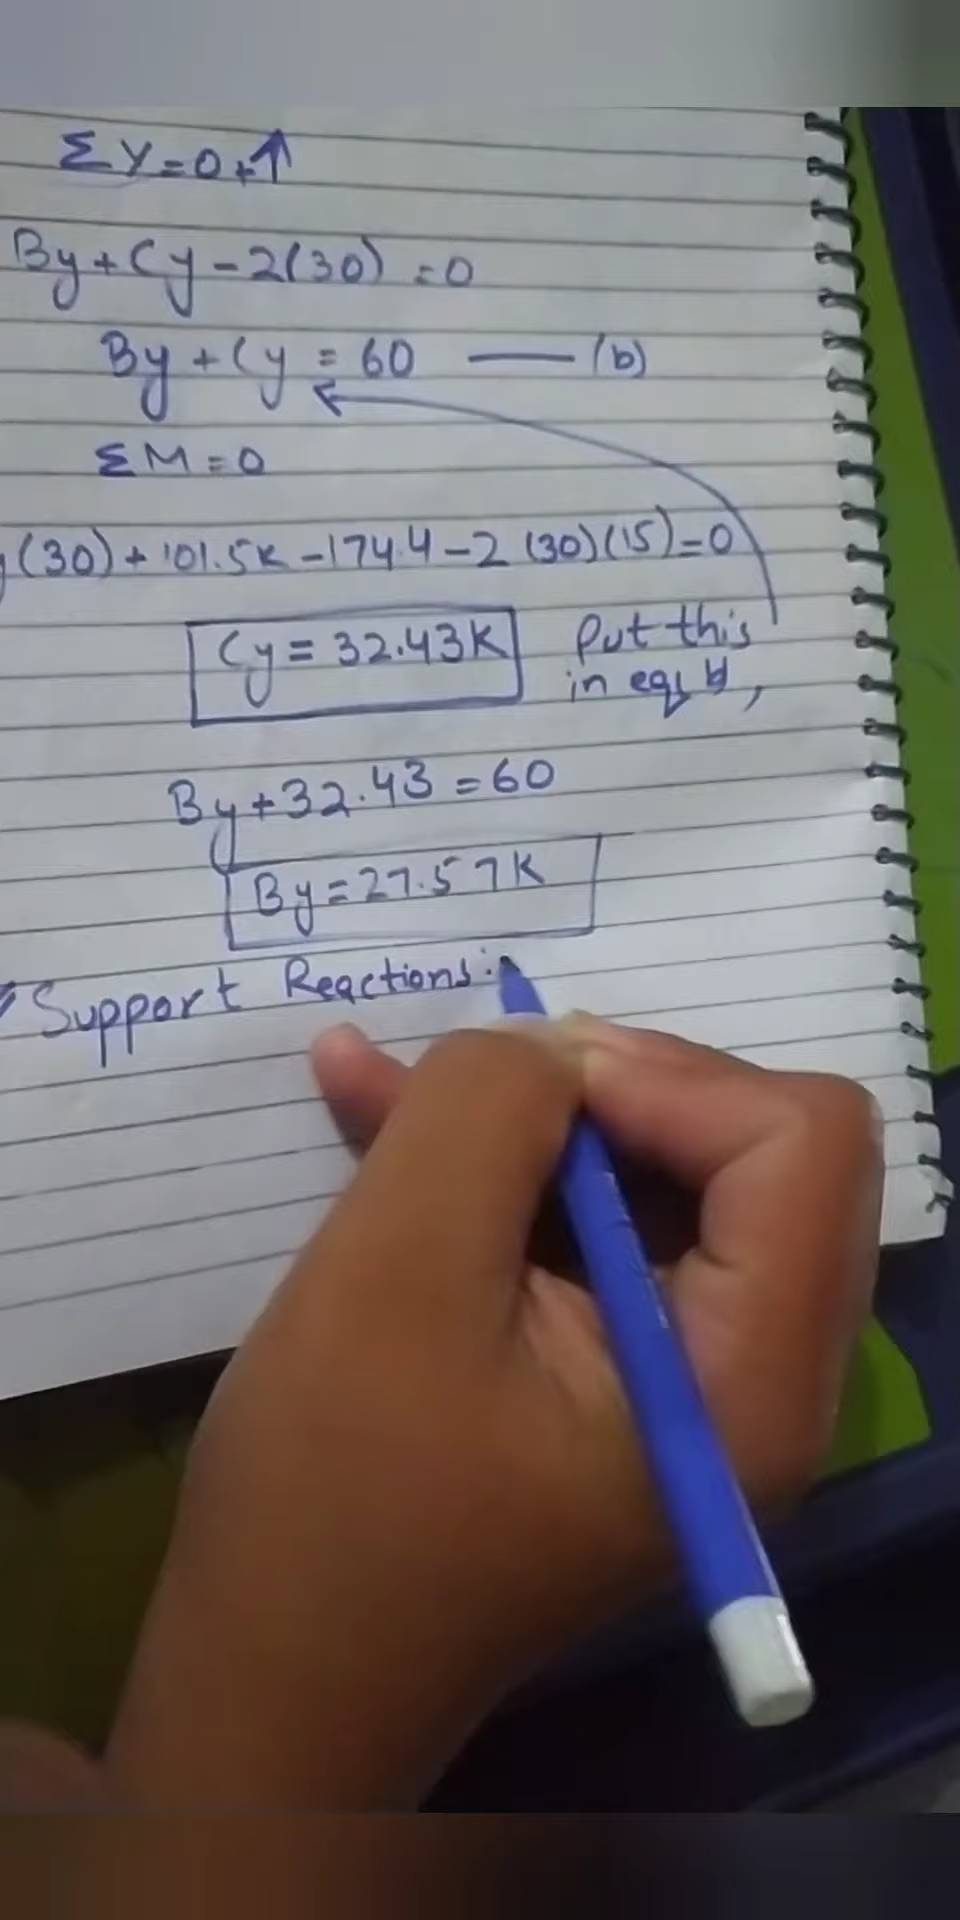 ΣY=0+↑
By+Cy-2(30)=0
By+Cy=60 —— (b)
ΣM=0
y(30)+101.5K-174.4-2(30)(15)=0
Cy=32.43K Put this
in eqs b,
By+32.43=60
By=27.57K
Support Reactions: